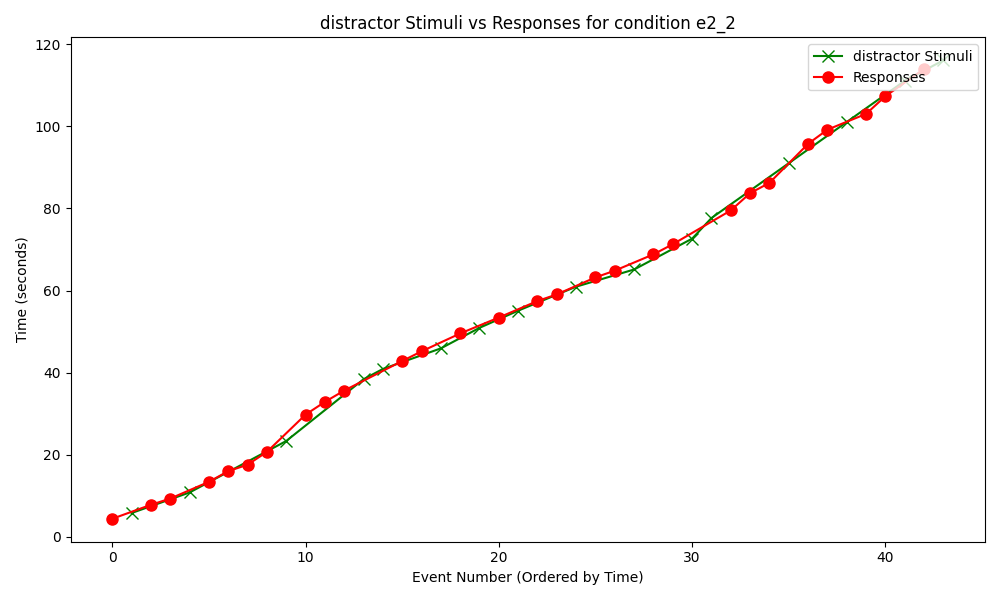 distractor Stimuli vs Responses for condition e2_2
distractor Stimuli
Responses
Time (seconds)
120
100
80
60
40
20
0
0 10 20 30 40
Event Number (Ordered by Time)